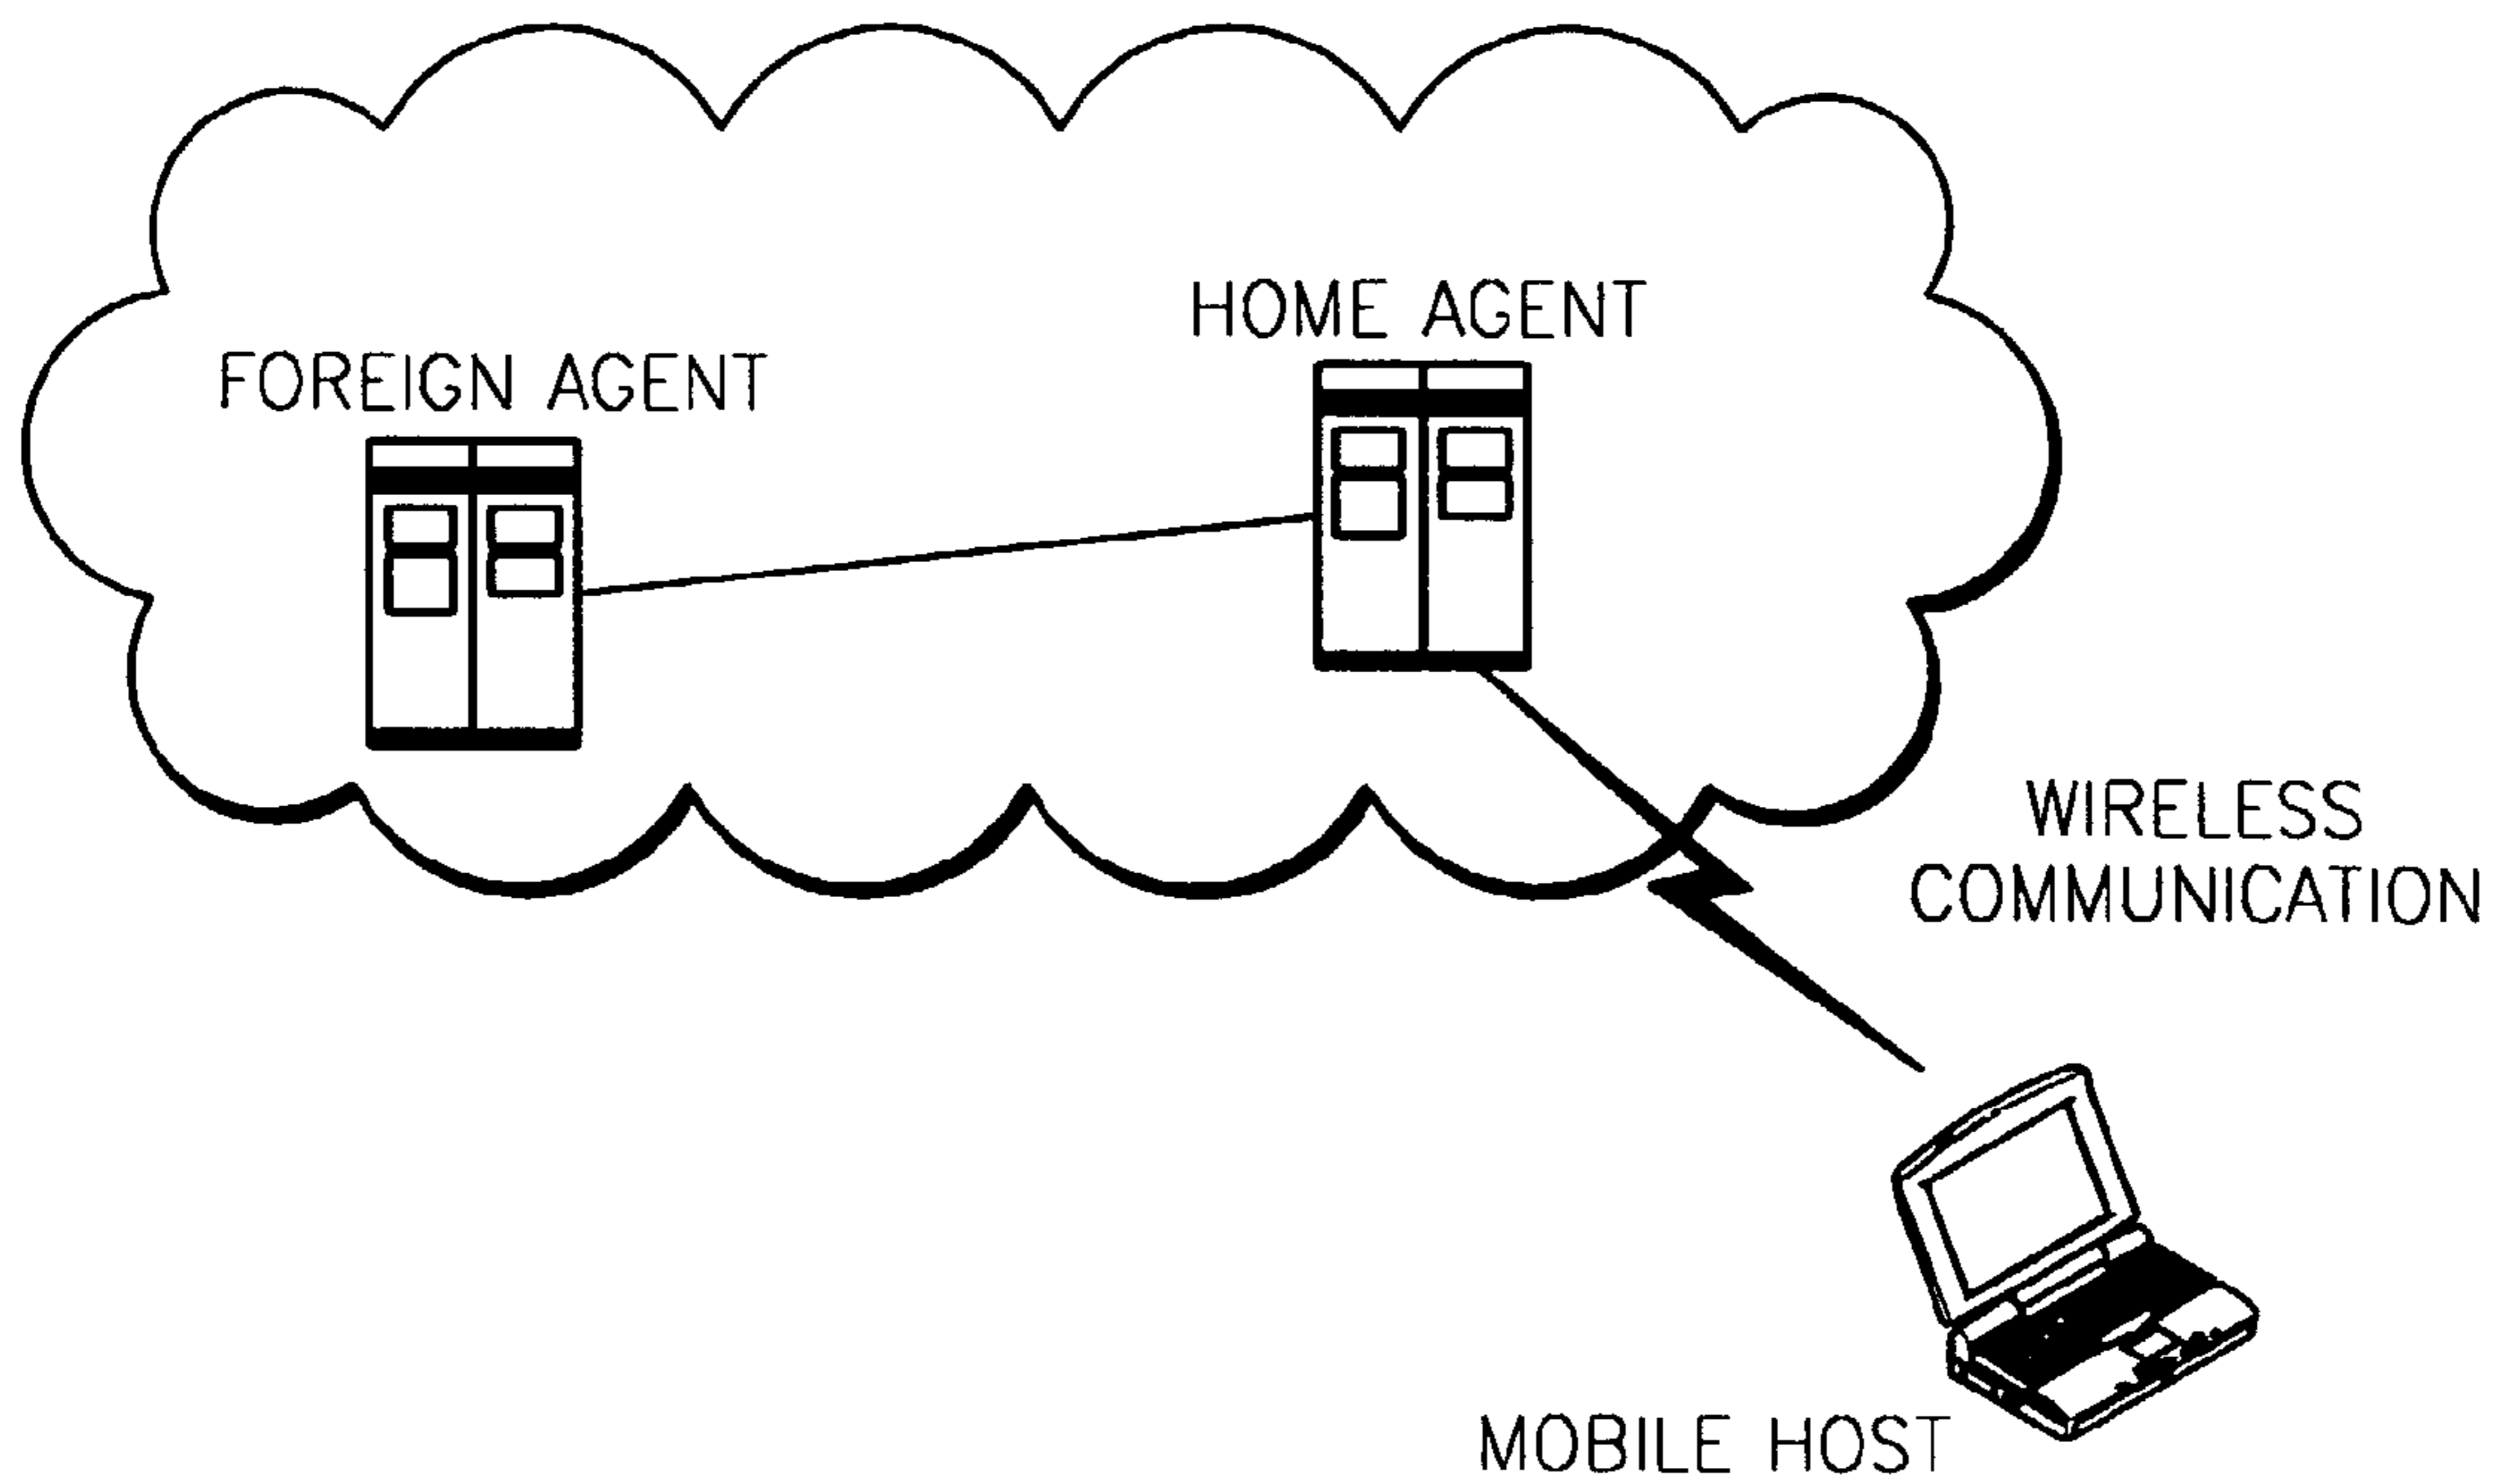 HOME AGENT
FOREIGN AGENT
WIRELESS
COMMUNICATION
MOBILE HOST